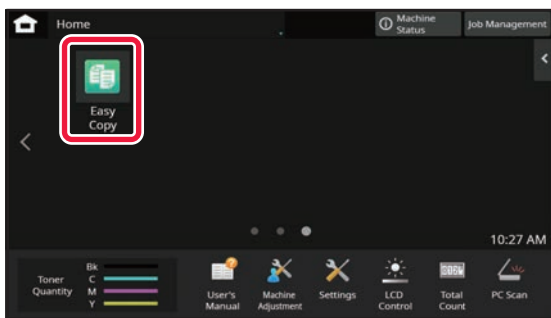 Home
Machine
Status
Job Management
Easy
Copy
10:27 AM
Toner
Quantity
Bk
C
M
Y
User's
Manual
Machine
Adjustment
Settings
LCD
Control
Total
Count
PC Scan